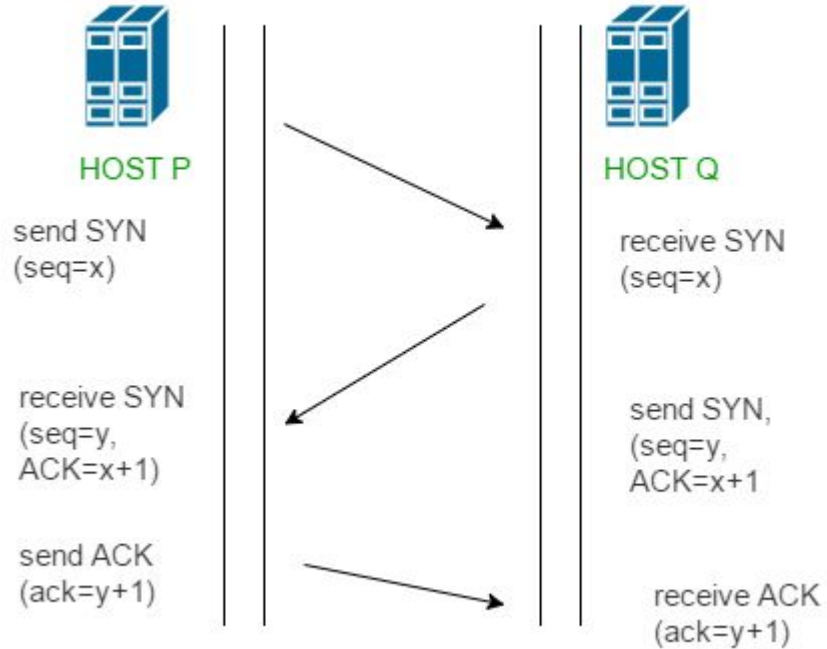 HOST P
HOST Q
send SYN
(seq=x)
receive SYN
(seq=x)
receive SYN
(seq=y,
ACK=x+1)
send SYN,
(seq=y,
ACK=x+1
send ACK
(ack=y+1)
receive ACK
(ack=y+1)